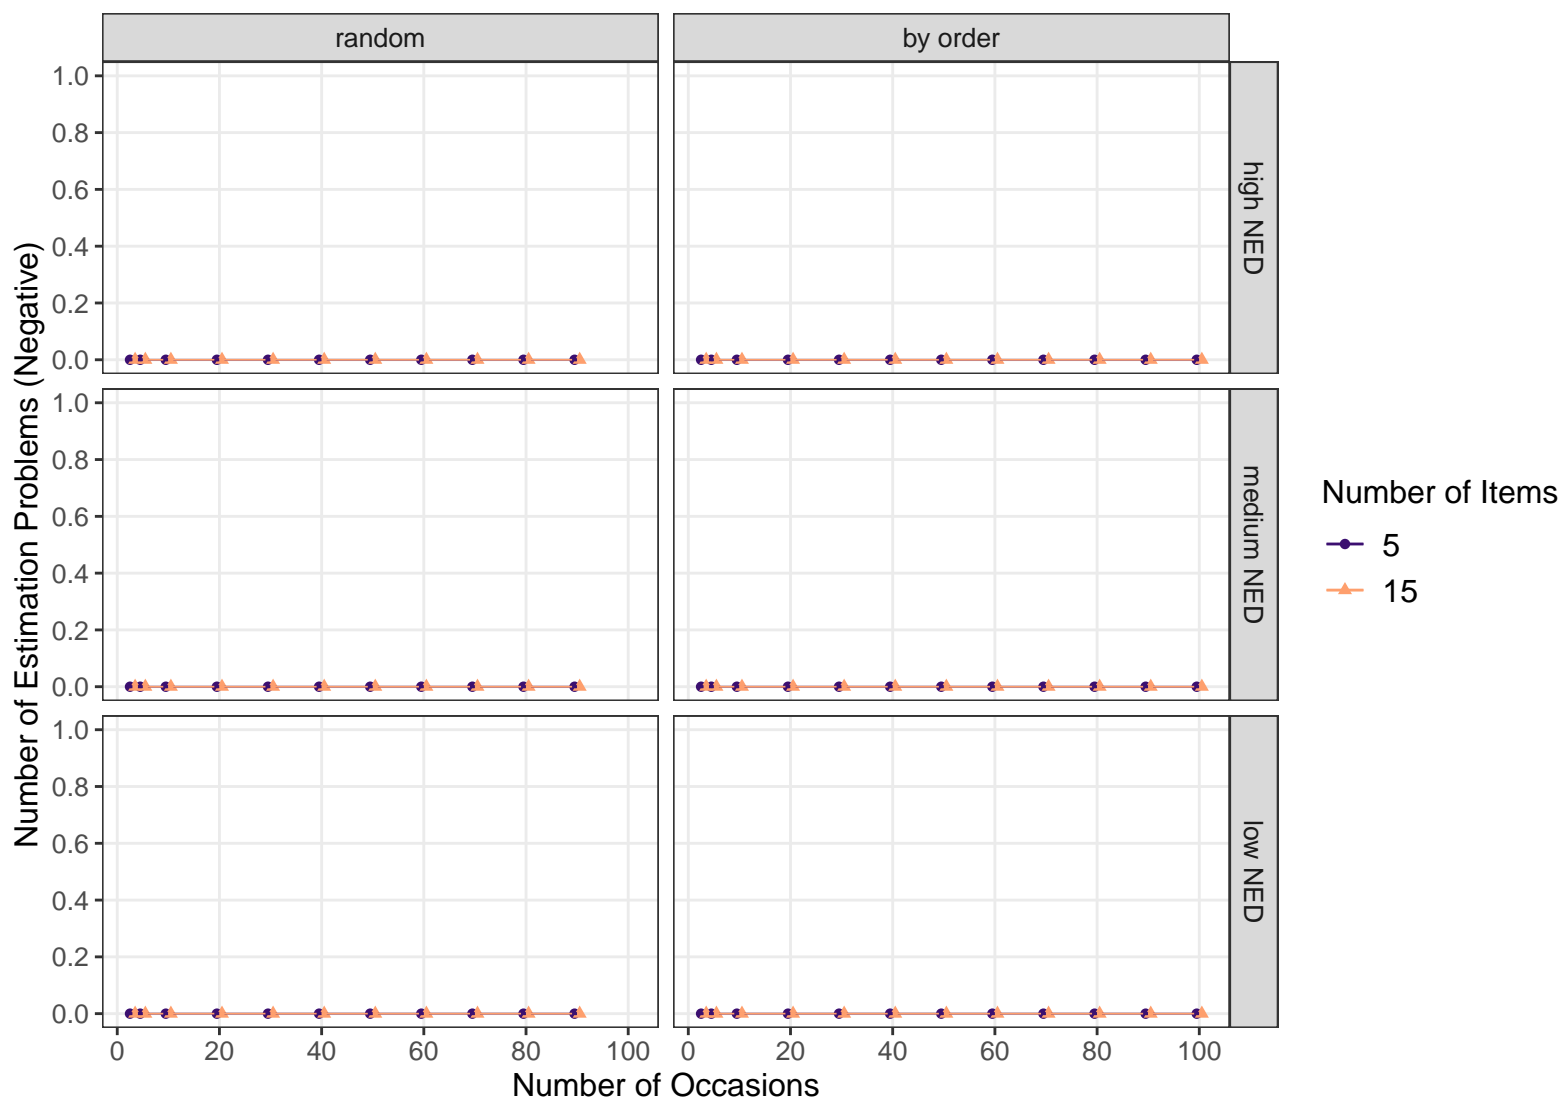 random
by order
Number of Estimation Problems (Negative)
1.0
0.8
0.6
0.4
0.2
0.0
high NED
1.0
0.8
0.6
0.4
0.2
0.0
medium NED
1.0
0.8
0.6
0.4
0.2
0.0
low NED
0 20 40 60 80 100
0 20 40 60 80 100
Number of Occasions
Number of Items
5
15